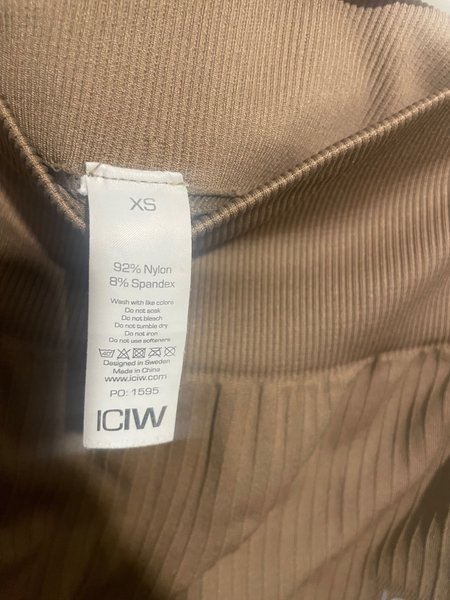 XS
92% Nylon
8% Spandex
Wash with like colors
Do not soak
Do not bleach
Do not tumble dry
Do not iron
Do not use softeners
Designed in Sweden
Made in China
www.iciw.com
PO: 1595
ICIW